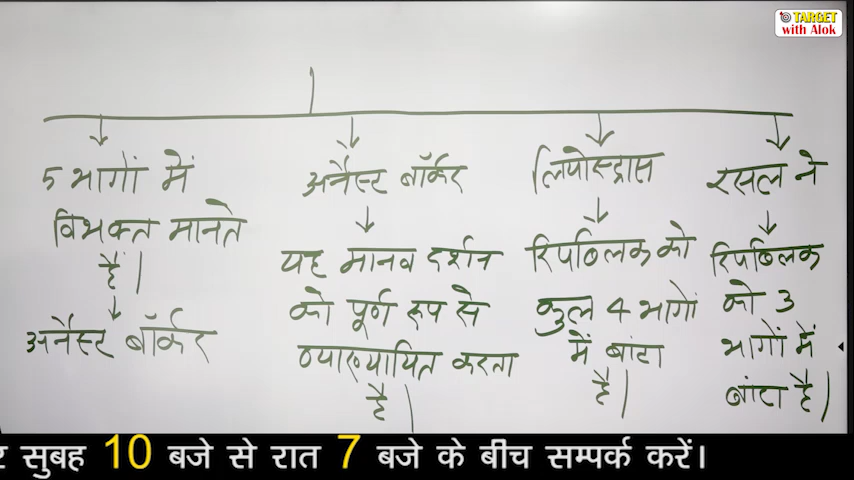 TARGET
with Alok
5 भागों में
विभक्त मानते
हैं|
अर्नेस्ट बॉर्कर
अर्नेस्ट बॉर्कर
यह मानव दर्शन
को पूर्ण रूप से
व्याख्यायित करता
है|
लियोस्ट्रास
रिपब्लिक को
कुल 4 भागों
में बांटा
है|
रसल ने
रिपब्लिक
को 3
भागों में
बांटा है|
सुबह 10 बजे से रात 7 बजे के बीच सम्पर्क करें।